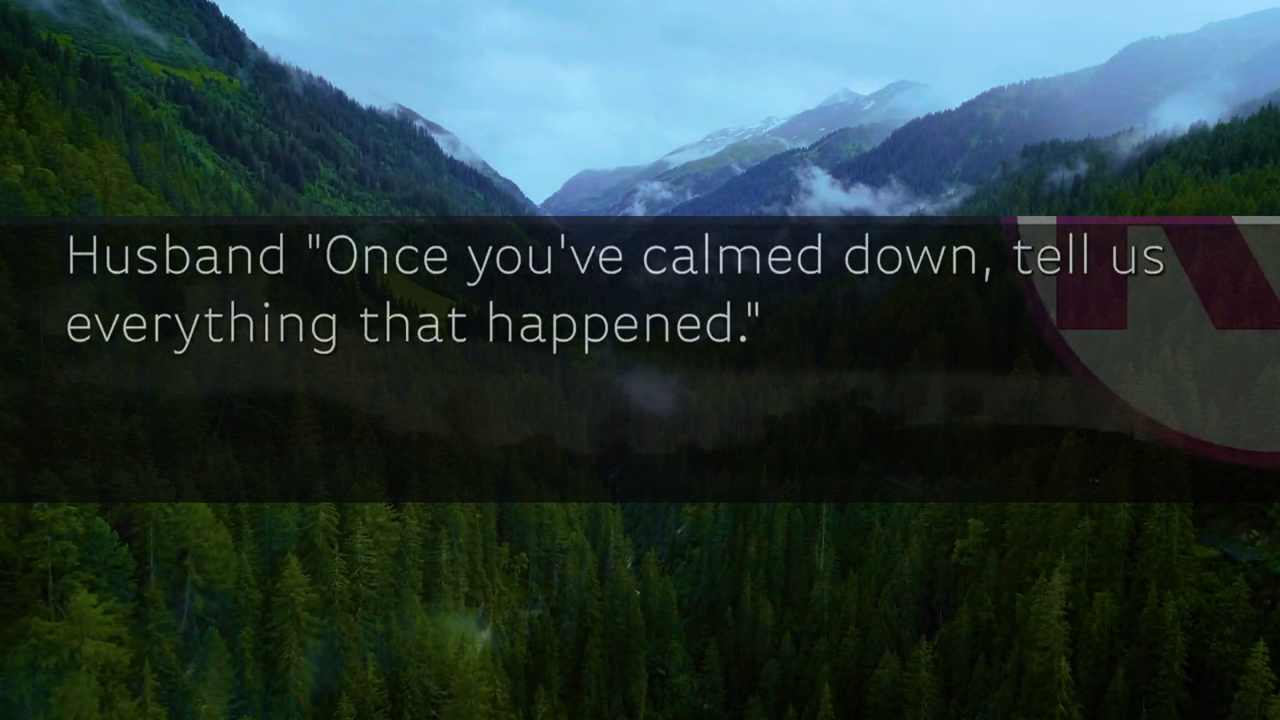 Husband "Once you've calmed down, tell us
everything that happened."